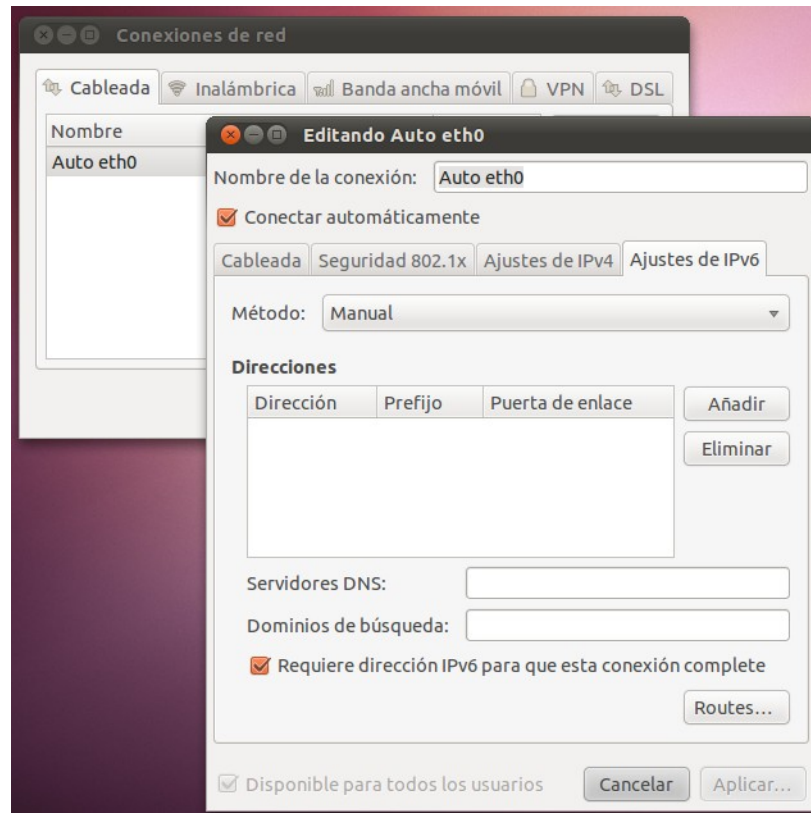 Conexiones de red
Cableada Inalámbrica Banda ancha móvil VPN DSL
Nombre
Auto eth0
Editando Auto eth0
Nombre de la conexión: Auto eth0
Conectar automáticamente
Cableada Seguridad 802.1x Ajustes de IPv4 Ajustes de IPv6
Método: Manual
Direcciones
Dirección Prefijo Puerta de enlace Añadir
Eliminar
Servidores DNS:
Dominios de búsqueda:
Requiere dirección IPv6 para que esta conexión complete
Routes...
Disponible para todos los usuarios Cancelar Aplicar...